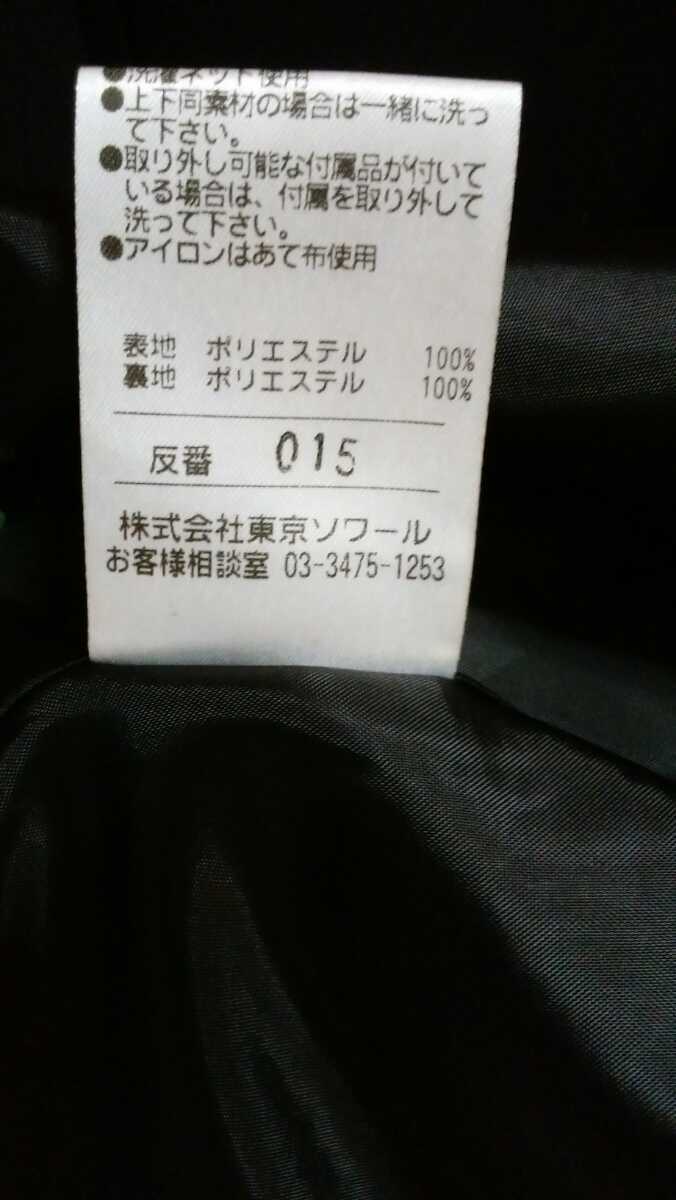 ●洗濯ネット使用
●上下同素材の場合は一緒に洗っ
て下さい。
●取り外し可能な付属品が付いて
いる場合は、付属を取り外して
洗って下さい。
●アイロンはあて布使用
表地 ポリエステル 100%
裏地 ポリエステル 100%
反番 015
株式会社東京ソワール
お客様相談室 03-3475-1253